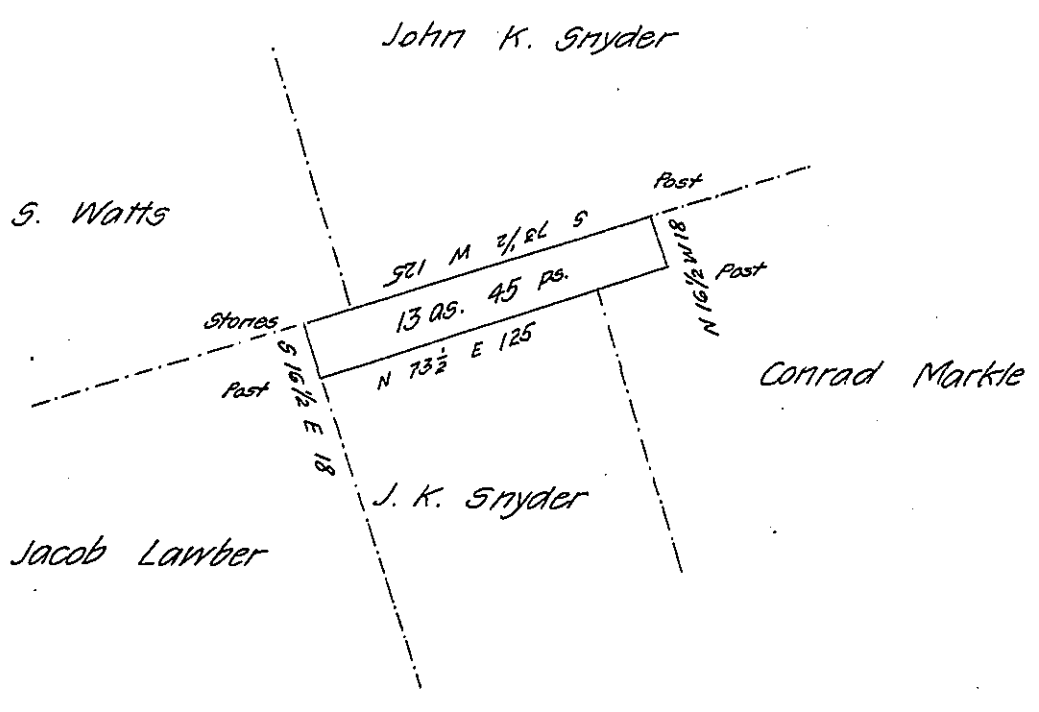 John K. Snyder
S. Watts
Post
S 73½ W 125
N 16½ W 18
Post
13 as. 45 ps.
Stones
N 73½ E 125
S 16½ E 18
Post
Conrad Markle
J. K. Snyder
Jacob Lawber